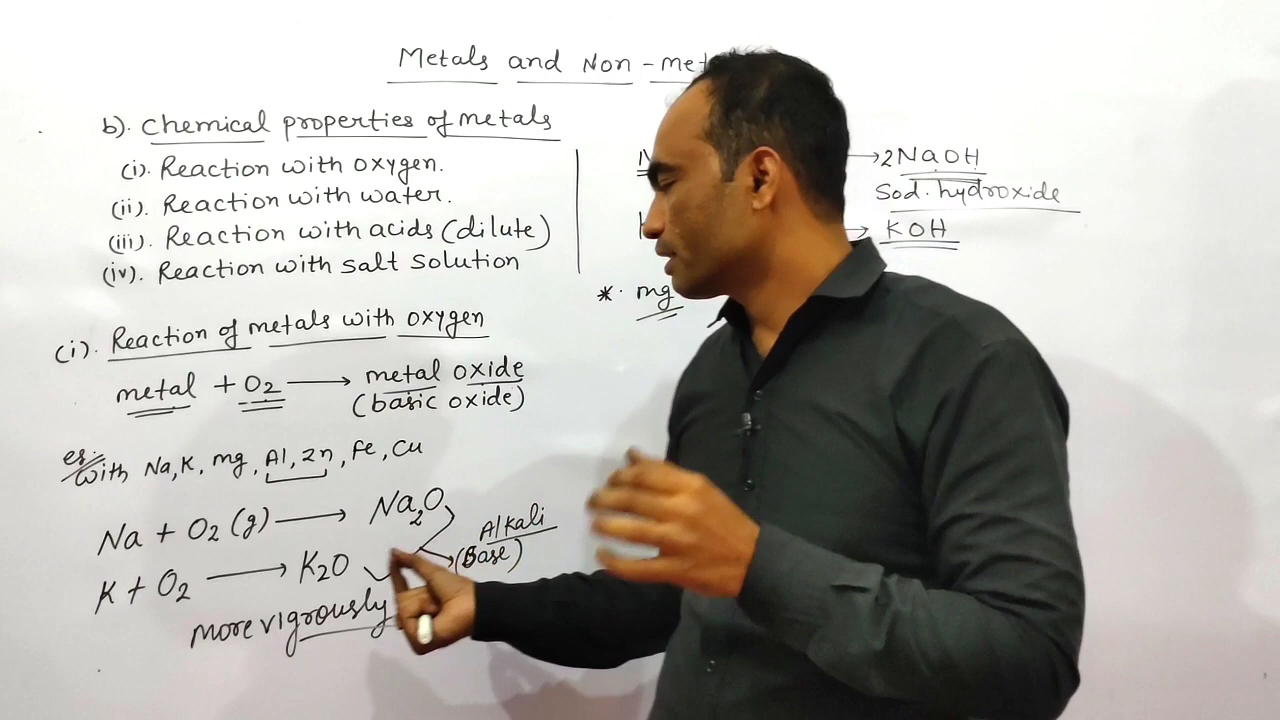 Metals and Non-met
b). Chemical properties of metals
(i). Reaction with oxygen.
(ii). Reaction with water.
(iii). Reaction with acids (dilute)
(iv). Reaction with salt solution
(i). Reaction of metals with oxygen
metal + O2 → metal oxide
(basic oxide)
eg:
with Na, K, mg, Al, Zn, Fe, Cu
Na + O2 (g) → Na2O
K + O2 → K2O
Alkali
(Base)
more vigrously
→ 2NaOH
Sod. hydroxide
→ KOH
*. mg